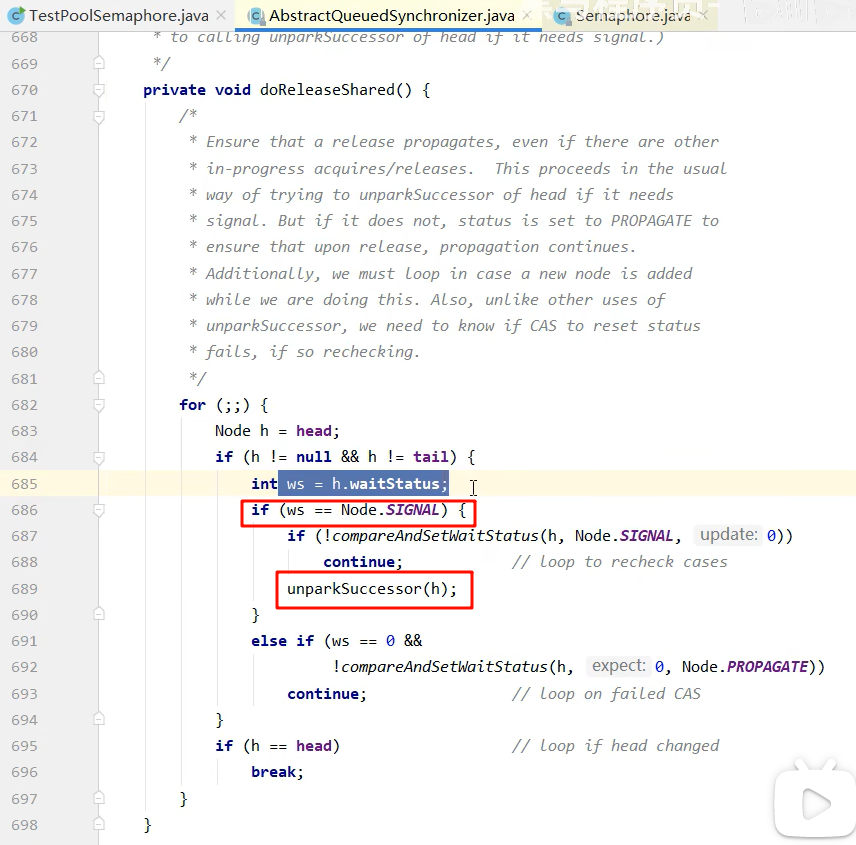 TestPoolSemaphore.java AbstractQueuedSynchronizer.java Semaphore.java
668 * to calling unparkSuccessor of head if it needs signal.)
669 */
670 private void doReleaseShared() {
671 /*
672 * Ensure that a release propagates, even if there are other
673 * in-progress acquires/releases.  This proceeds in the usual
674 * way of trying to unparkSuccessor of head if it needs
675 * signal. But if it does not, status is set to PROPAGATE to
676 * ensure that upon release, propagation continues.
677 * Additionally, we must loop in case a new node is added
678 * while we are doing this. Also, unlike other uses of
679 * unparkSuccessor, we need to know if CAS to reset status
680 * fails, if so rechecking.
681 */
682 for (;;) {
683 Node h = head;
684 if (h != null && h != tail) {
685 int ws = h.waitStatus;
686 if (ws == Node.SIGNAL) {
687 if (!compareAndSetWaitStatus(h, Node.SIGNAL, update: 0))
688 continue; // loop to recheck cases
689 unparkSuccessor(h);
690 }
691 else if (ws == 0 &&
692 !compareAndSetWaitStatus(h, expect: 0, Node.PROPAGATE))
693 continue; // loop on failed CAS
694 }
695 if (h == head) // loop if head changed
696 break;
697 }
698 }